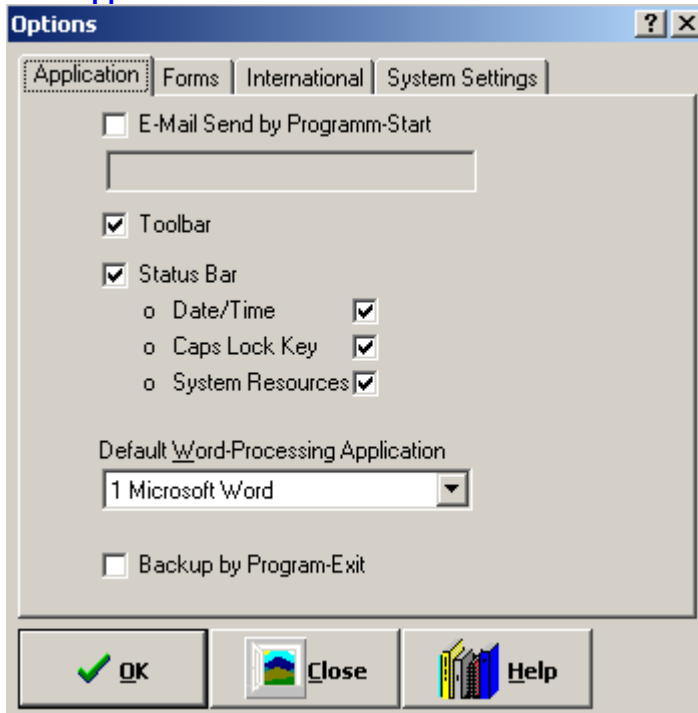 Options
Application Forms International System Settings
E-Mail Send by Programm-Start
Toolbar
Status Bar
o Date/Time
o Caps Lock Key
o System Resources
Default Word-Processing Application
1 Microsoft Word
Backup by Program-Exit
OK Close Help